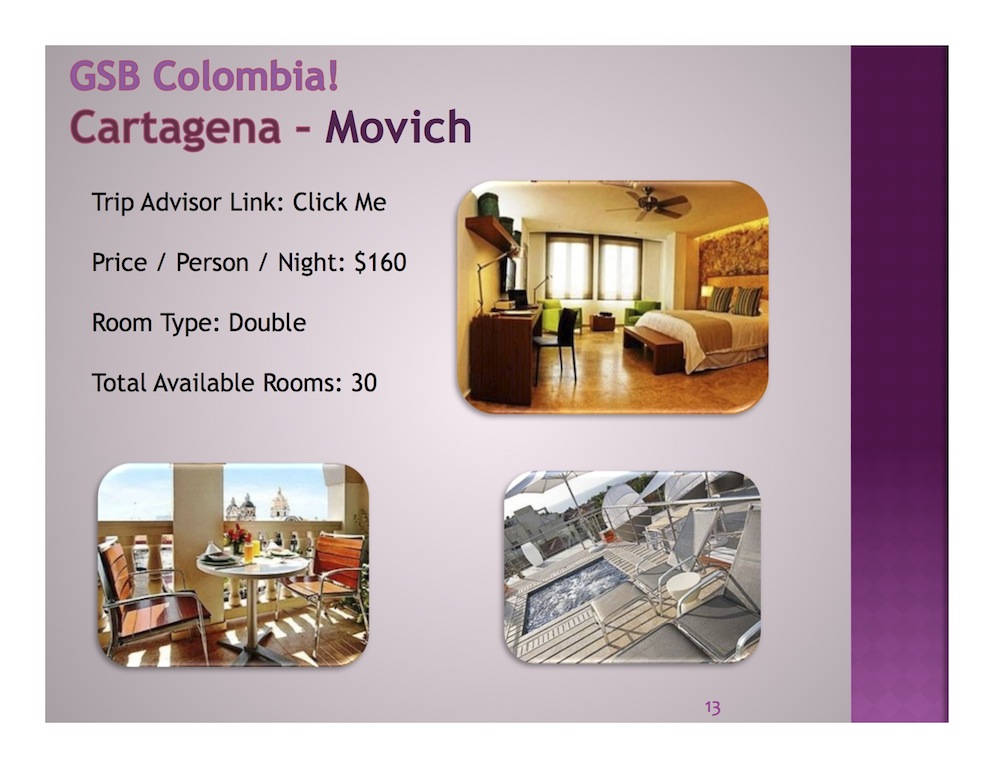 GSB Colombia!
Cartagena – Movich
Trip Advisor Link: Click Me
Price / Person / Night: $160
Room Type: Double
Total Available Rooms: 30
13